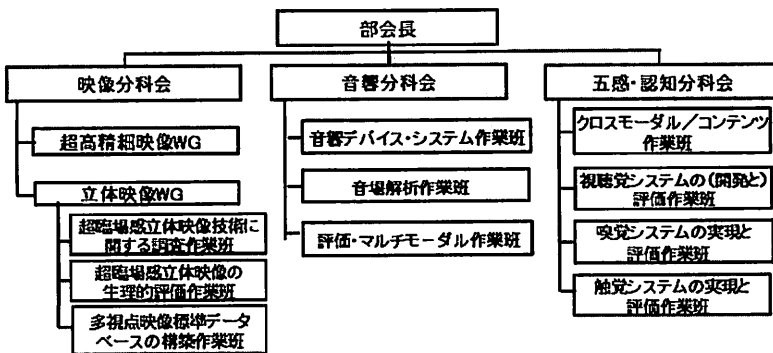 部会長
映像分科会
超高精細映像WG
立体映像WG
超臨場感立体映像技術に
関する調査作業班
超臨場感立体映像の
生理的評価作業班
多視点映像標準データ
ベースの構築作業班
音響分科会
音響デバイス・システム作業班
音場解析作業班
評価・マルチモーダル作業班
五感・認知分科会
クロスモーダル／コンテンツ
作業班
視聴覚システムの(開発と)
評価作業班
嗅覚システムの実現と
評価作業班
触覚システムの実現と
評価作業班